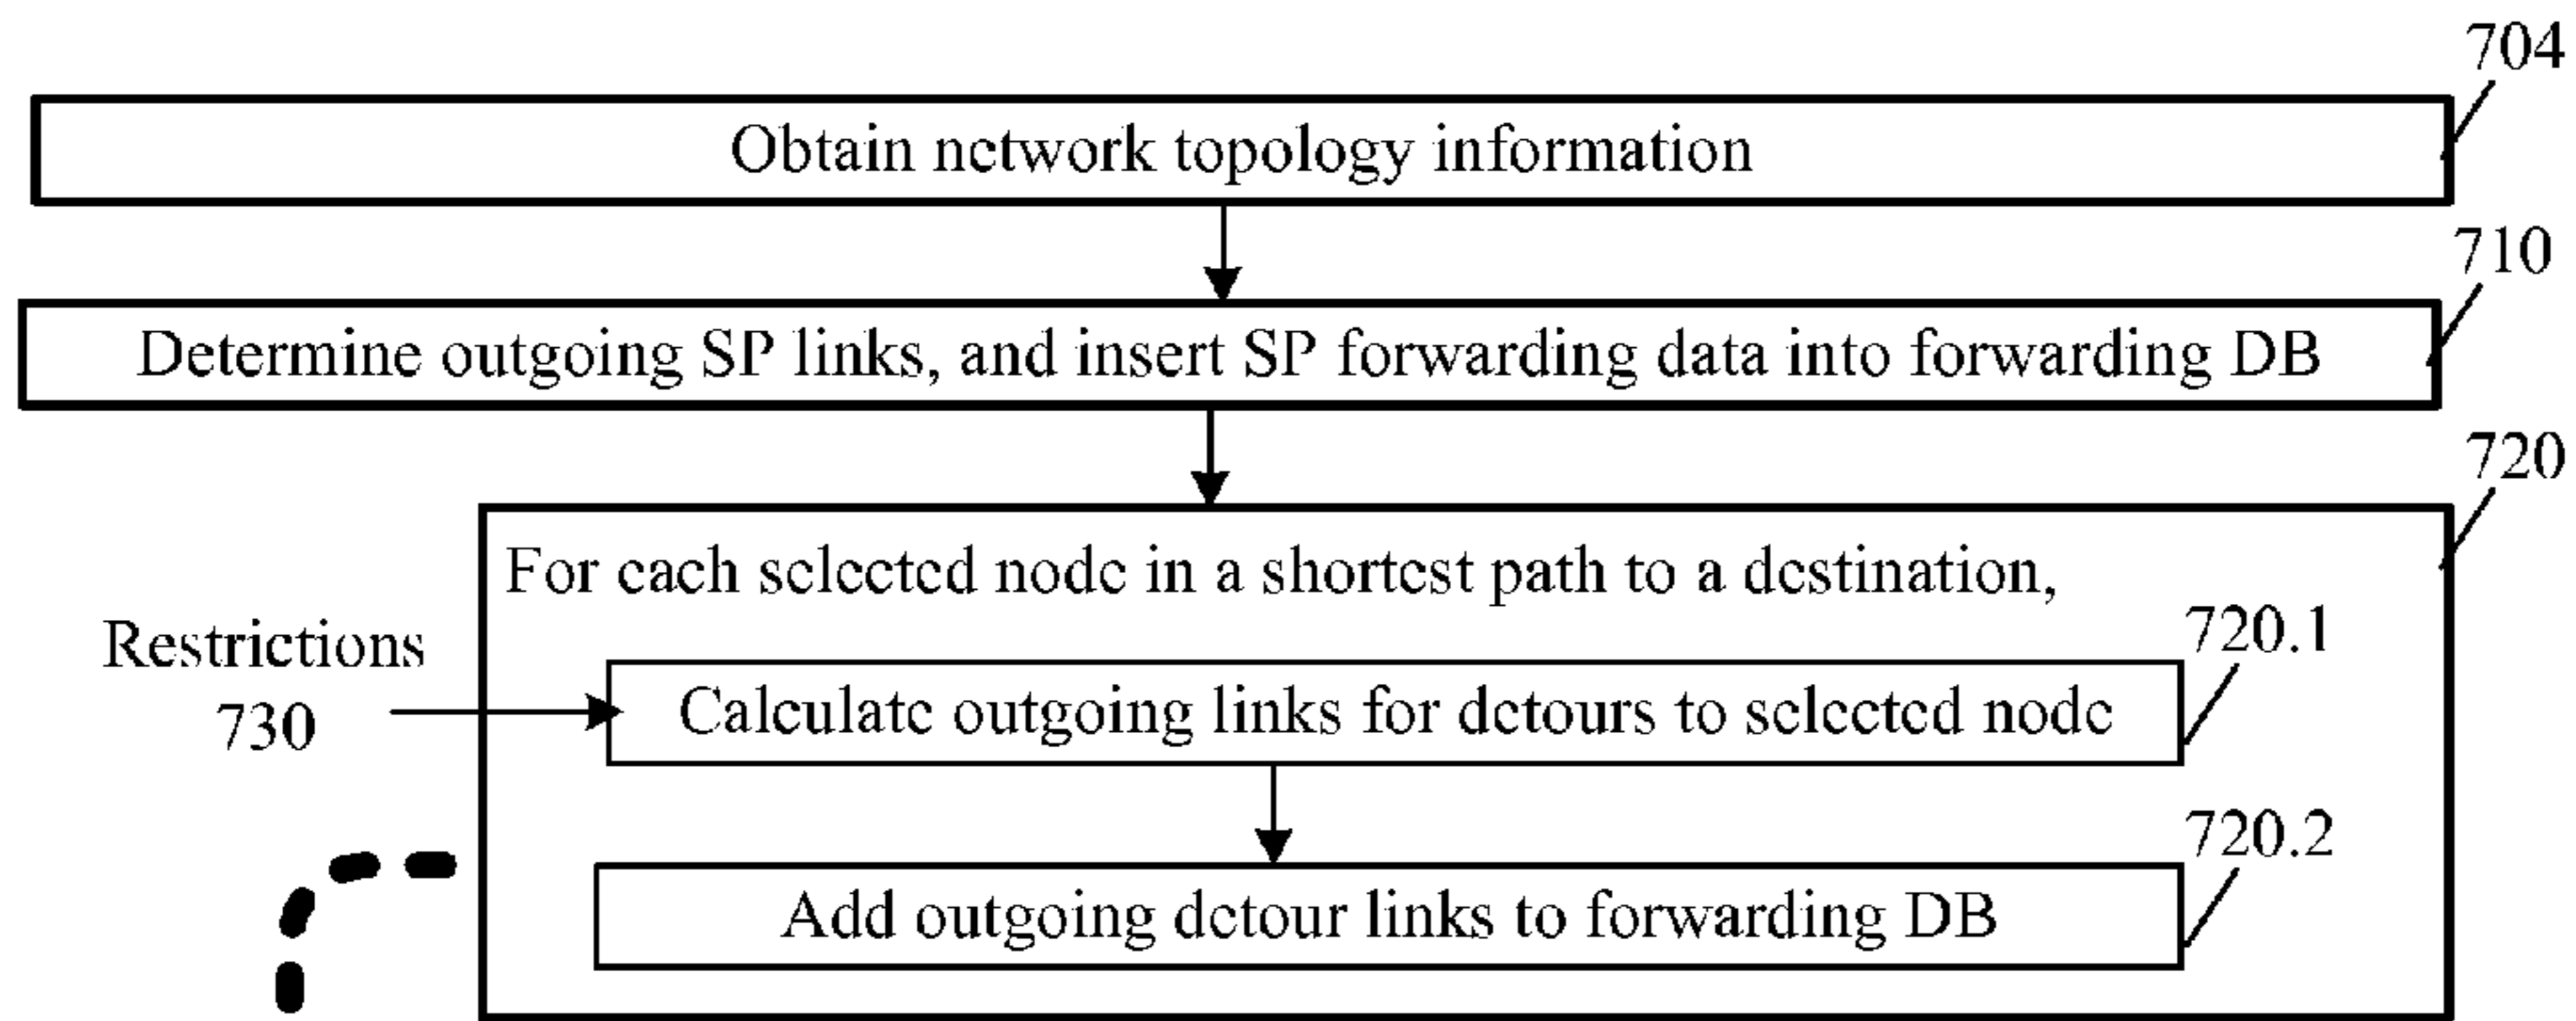 704
Obtain network topology information
710
Determine outgoing SP links, and insert SP forwarding data into forwarding DB
720
For each selected node in a shortest path to a destination,
720.1
Restrictions
730
Calculate outgoing links for detours to selected node
720.2
Add outgoing detour links to forwarding DB